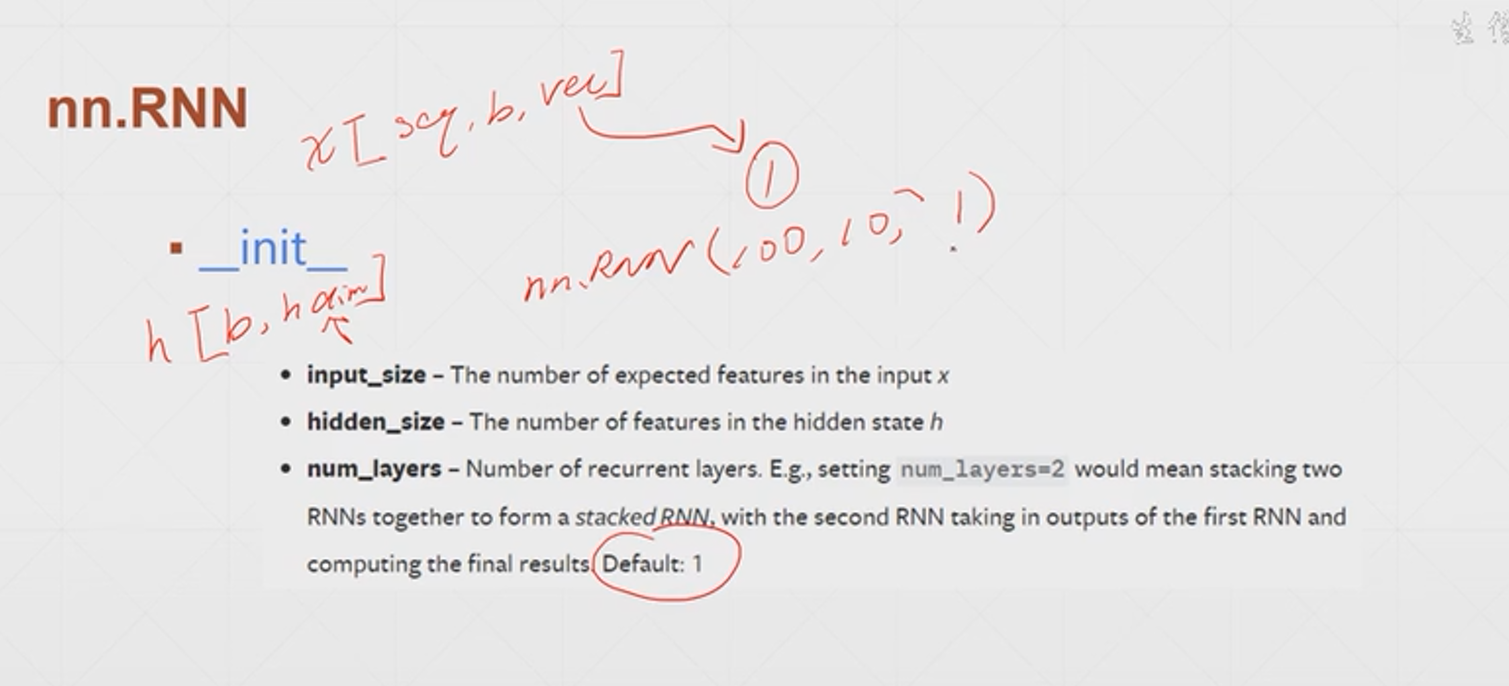 x [seq, b, vec]
nn.RNN
①
nn.RNN(100, 10, 1)
__init__
h [b, h dim]
input_size – The number of expected features in the input x
hidden_size – The number of features in the hidden state h
num_layers – Number of recurrent layers. E.g., setting num_layers=2 would mean stacking two
RNNs together to form a stacked RNN, with the second RNN taking in outputs of the first RNN and
computing the final results. Default: 1